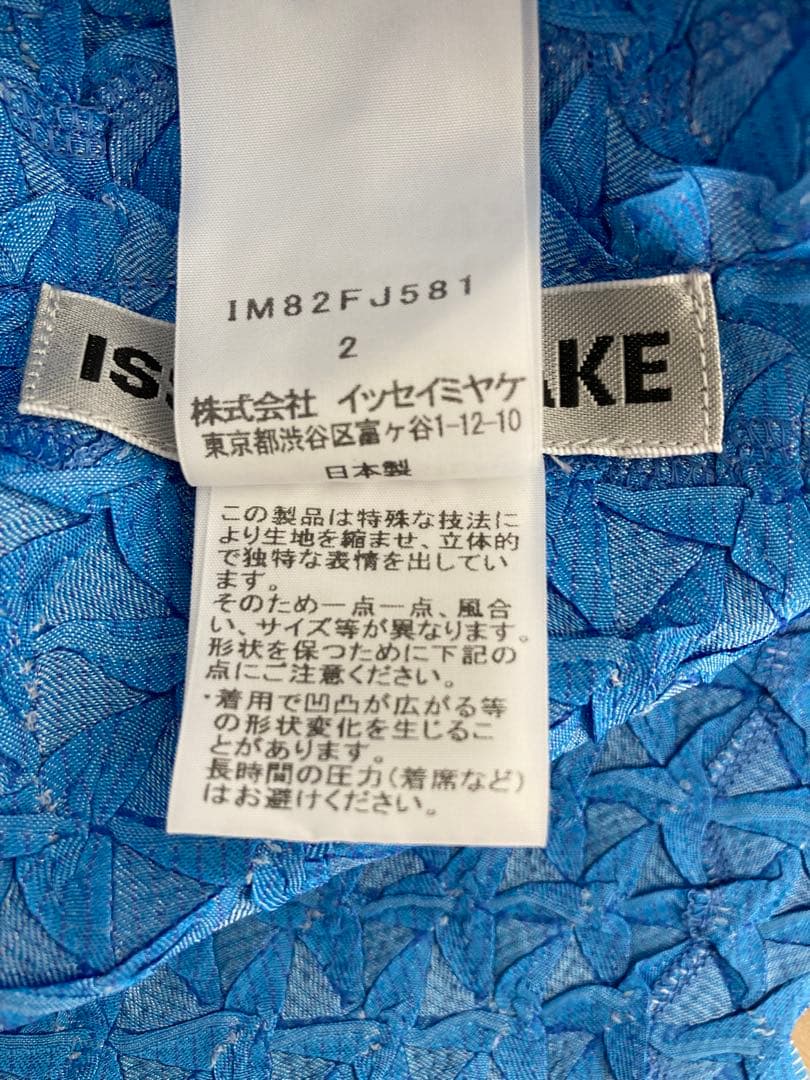 IM82FJ581
2
株式会社 イッセイミヤケ
東京都渋谷区富ヶ谷1-12-10
日本製
ISS AKE
この製品は特殊な技法に
より生地を縮ませ、立体的
で独特な表情を出してい
ます。
そのため一点一点、風合
い、サイズ等が異なります。
形状を保つために下記の
点にご注意ください。
・着用で凹凸が広がる等
の形状変化を生じるこ
とがあります。
長時間の圧力(着席など)
はお避けください。